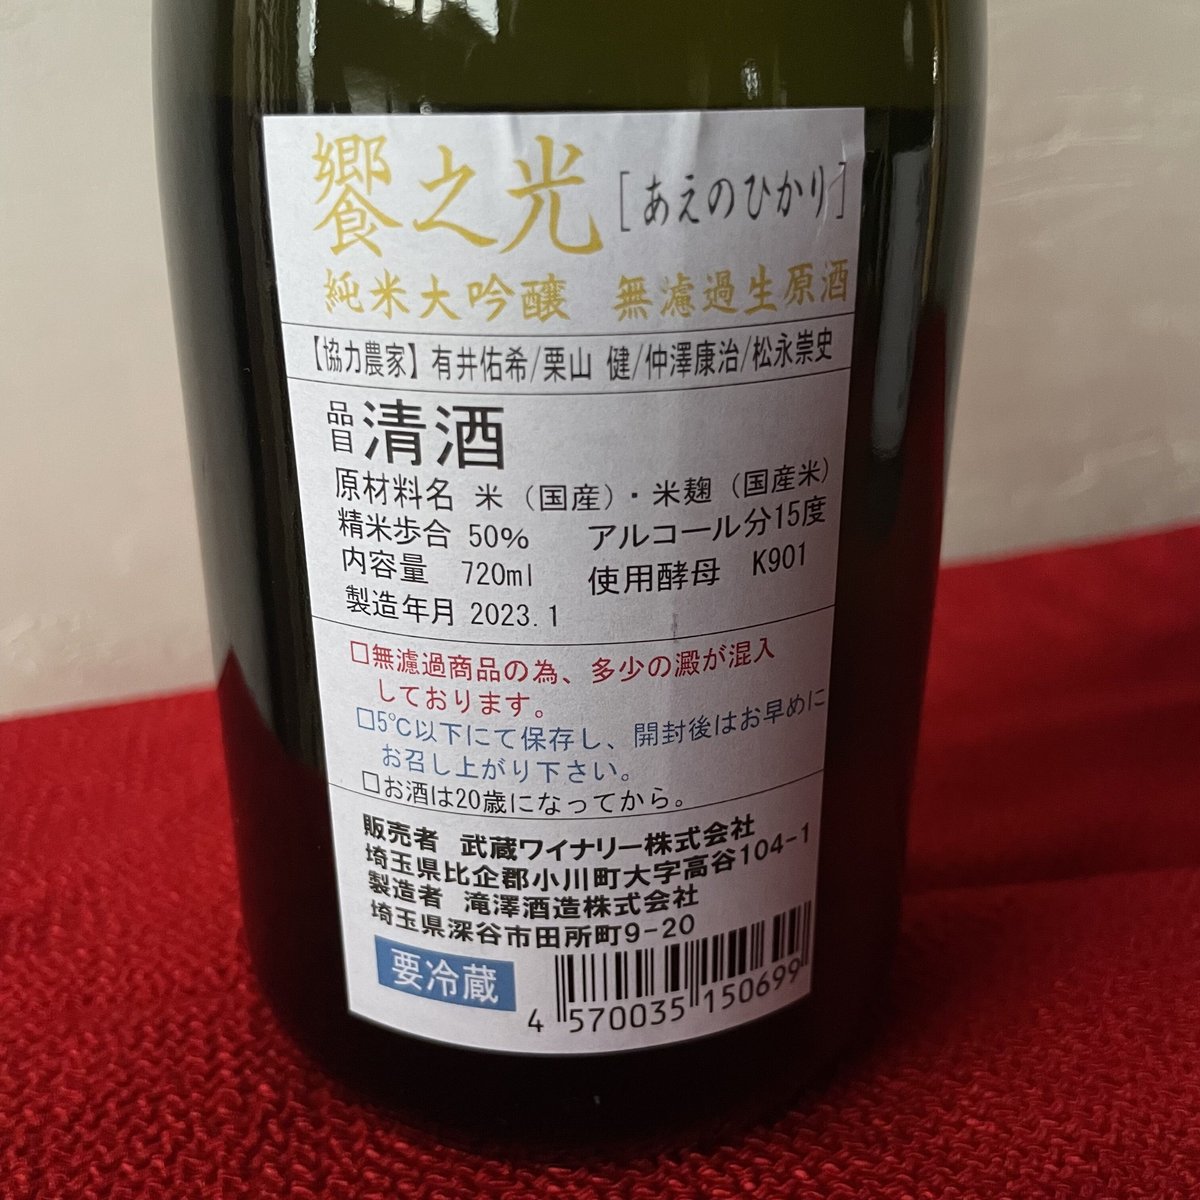 饗之光 [あえのひかり]
純米大吟醸 無濾過生原酒
【協力農家】有井佑希/栗山 健/仲澤康治/松永崇史
品目 清酒
原材料名 米（国産）・米麹（国産米）
精米歩合 50% アルコール分15度
内容量 720ml 使用酵母 K901
製造年月 2023.1
□無濾過商品の為、多少の澱が混入
しております。
□5℃以下にて保存し、開封後はお早めに
お召し上がり下さい。
□お酒は20歳になってから。
販売者 武蔵ワイナリー株式会社
埼玉県比企郡小川町大字高谷104-1
製造者 滝澤酒造株式会社
埼玉県深谷市田所町9-20
要冷蔵
4 570035 150699